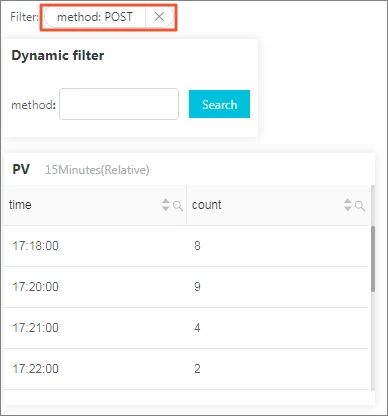 Filter: method: POST
Dynamic filter
method: Search
PV 15Minutes(Relative)
time count
17:18:00 8
17:20:00 9
17:21:00 4
17:22:00 2